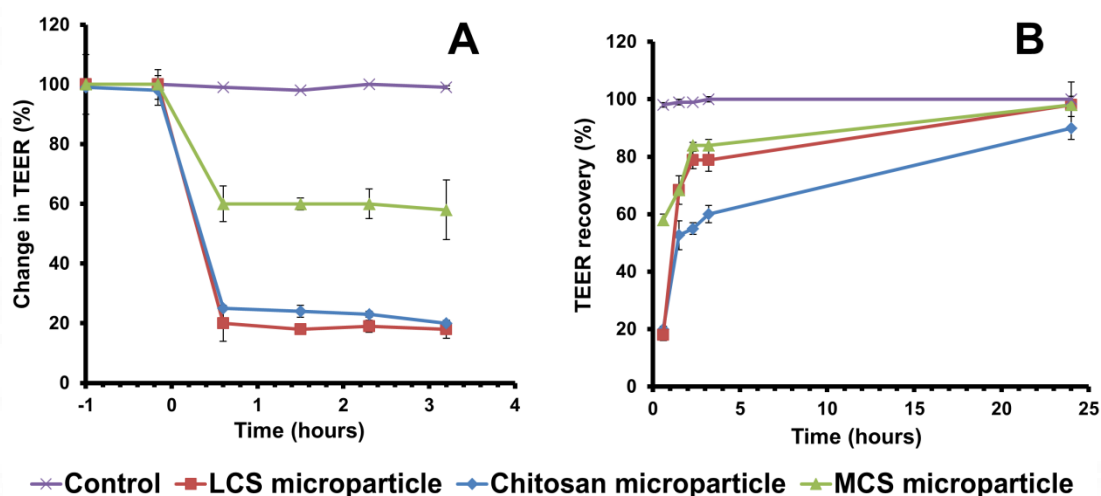 A
Change in TEER (%)
120
100
80
60
40
20
0
-1 0 1 2 3 4
Time (hours)
B
TEER recovery (%)
120
100
80
60
40
20
0
0 5 10 15 20 25
Time (hours)
Control LCS microparticle Chitosan microparticle MCS microparticle